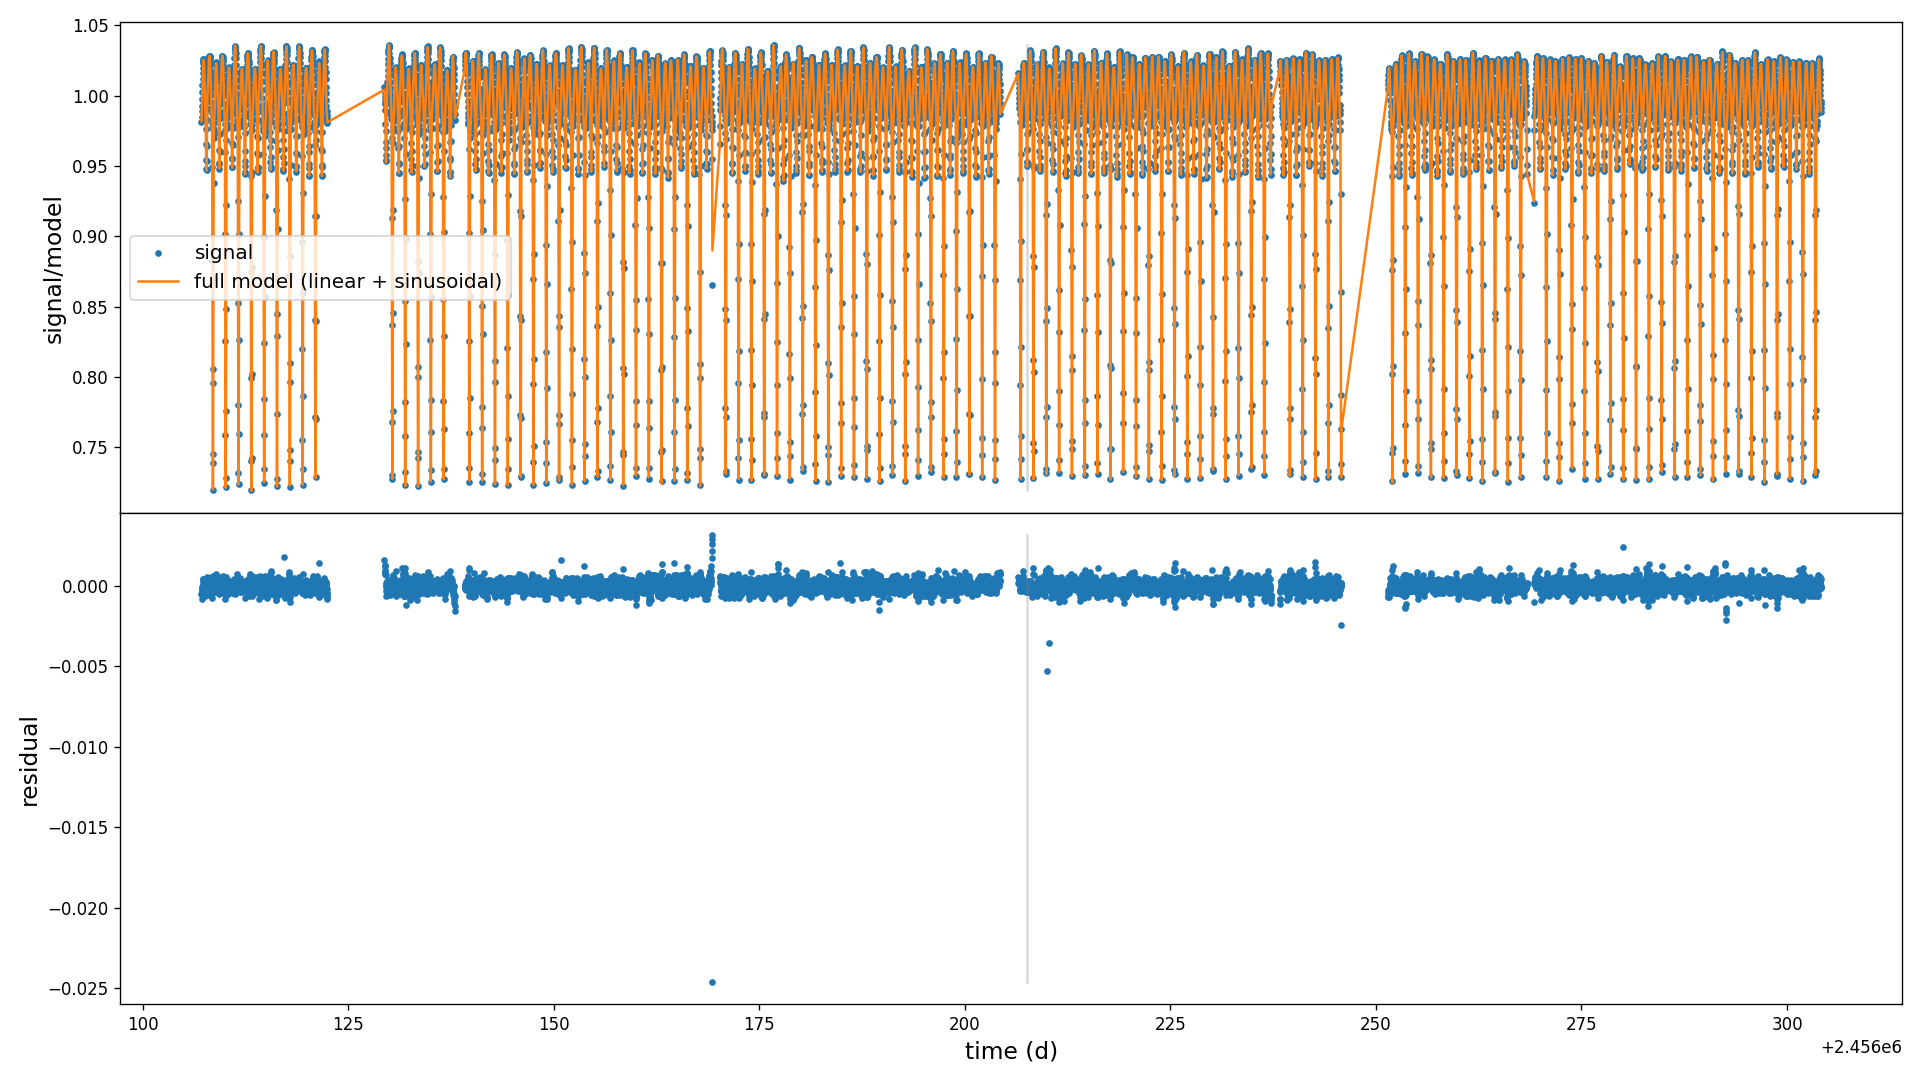 1.05
1.00
0.95
0.90
0.85
0.80
0.75
signal/model
signal
full model (linear + sinusoidal)
0.000
−0.005
−0.010
−0.015
−0.020
−0.025
residual
100 125 150 175 200 225 250 275 300
time (d)
+2.456e6